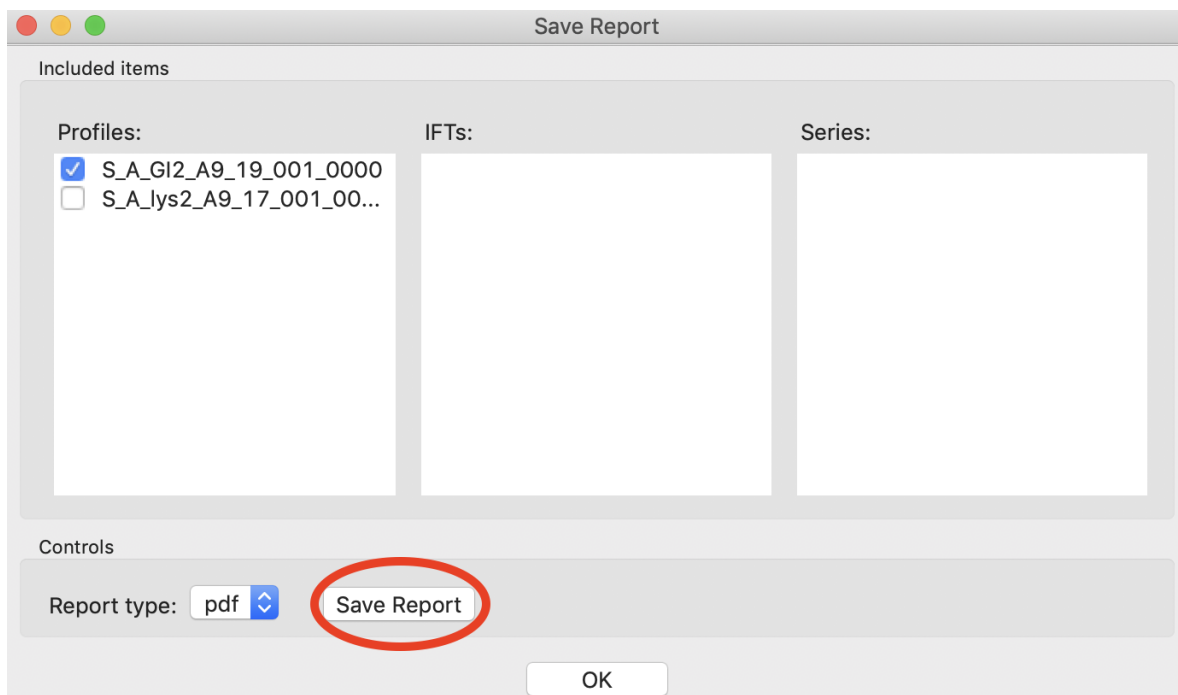 Save Report
Included items
Profiles:
IFTs:
Series:
S_A_GI2_A9_19_001_0000
S_A_lys2_A9_17_001_00...
Controls
Report type:
pdf
Save Report
OK